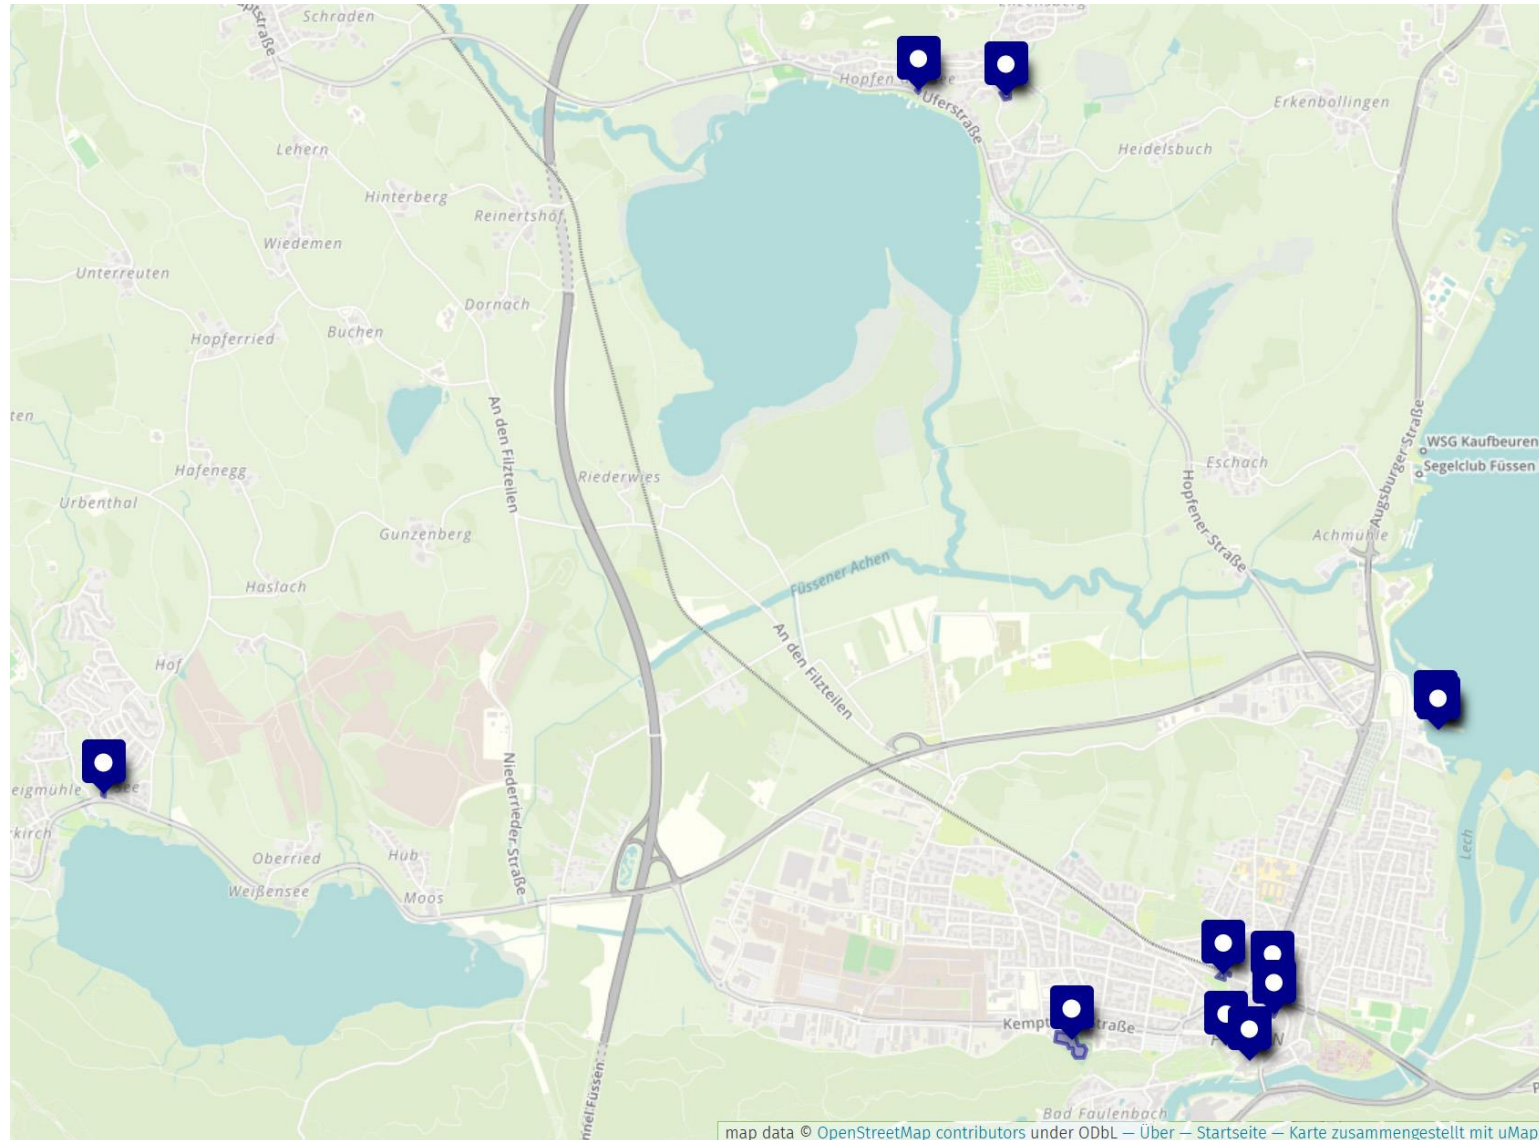 Schraden
Hopfen
see
Uferstraße
Erkenbollingen
Lehern
Heidelsbuch
Hinterberg
Reinertshof
Wiedemen
Unterreuten
Dornach
Buchen
Hopferried
An den Filzteilen
Augsburger Straße
WSG Kaufbeuren
Segelclub Füssen
Hafenegg
Riederwies
Eschach
Urbenthal
Hopfener Straße
Gunzenberg
Achmühle
Füssener Achen
Haslach
An den Filzteilen
Hof
Niederrieder Straße
Oberried
Hub
Weißensee
Moos
Lech
Bad Faulenbach
map data © OpenStreetMap contributors under ODbL — Über — Startseite — Karte zusammengestellt mit uMap